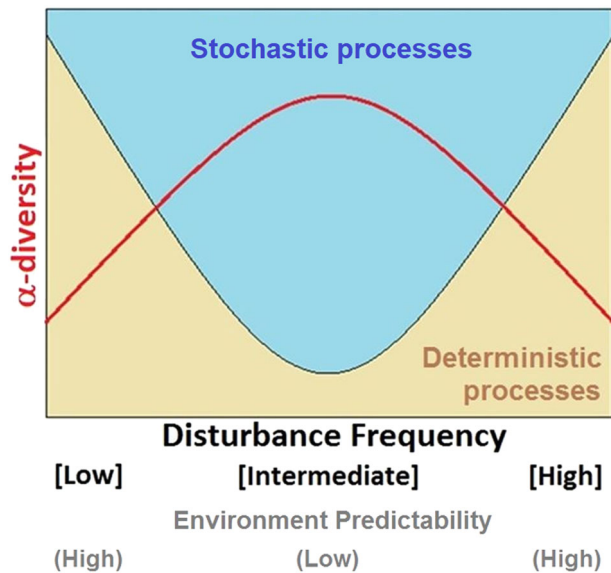 Stochastic processes
α-diversity
Deterministic
processes
Disturbance Frequency
[Low] [Intermediate] [High]
Environment Predictability
(High) (Low) (High)